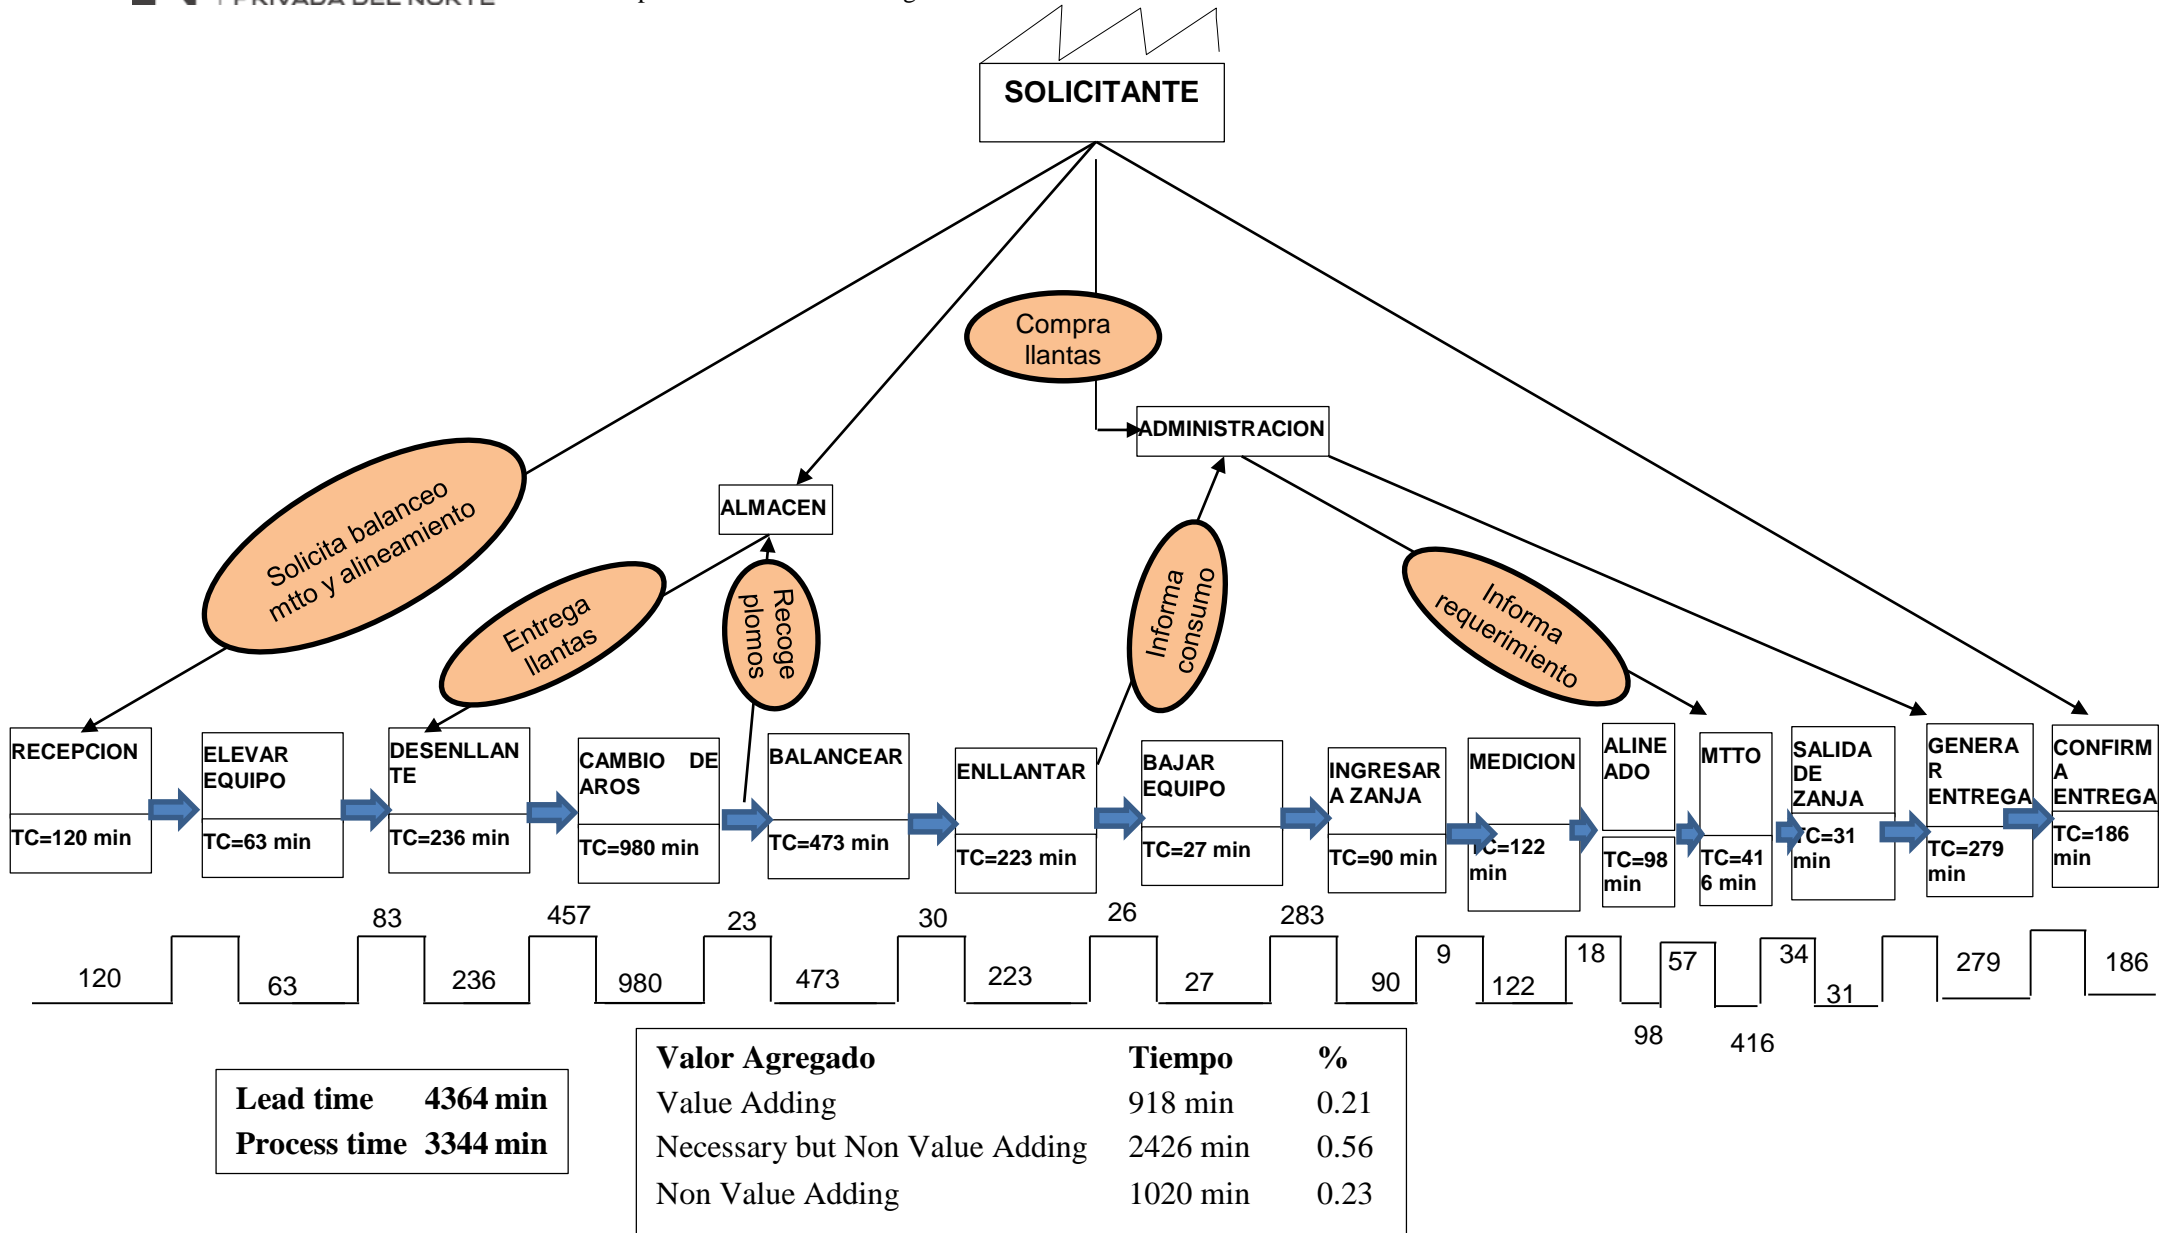 PRIVADA DEL NORTE
SOLICITANTE
Compra
llantas
ADMINISTRACION
Solicita balanceo
mtto y alineamiento
ALMACEN
Entrega
llantas
Recoge
plomos
Informa
consumo
Informa
requerimiento
RECEPCION
TC=120 min
ELEVAR
EQUIPO
TC=63 min
DESENLLAN
TE
TC=236 min
CAMBIO DE
AROS
TC=980 min
BALANCEAR
TC=473 min
ENLLANTAR
TC=223 min
BAJAR
EQUIPO
TC=27 min
INGRESAR
A ZANJA
TC=90 min
MEDICION
TC=122
min
ALINE
ADO
TC=98
min
MTTO
TC=41
6 min
SALIDA
DE
ZANJA
TC=31
min
GENERA
R
ENTREGA
TC=279
min
CONFIRM
A
ENTREGA
TC=186
min
83 457 23 30 26 283
9 18 57 34
120 63 236 980 473 223 27 90 122 31 279 186
98 416
Lead time 4364 min
Process time 3344 min
Valor Agregado Tiempo %
Value Adding 918 min 0.21
Necessary but Non Value Adding 2426 min 0.56
Non Value Adding 1020 min 0.23